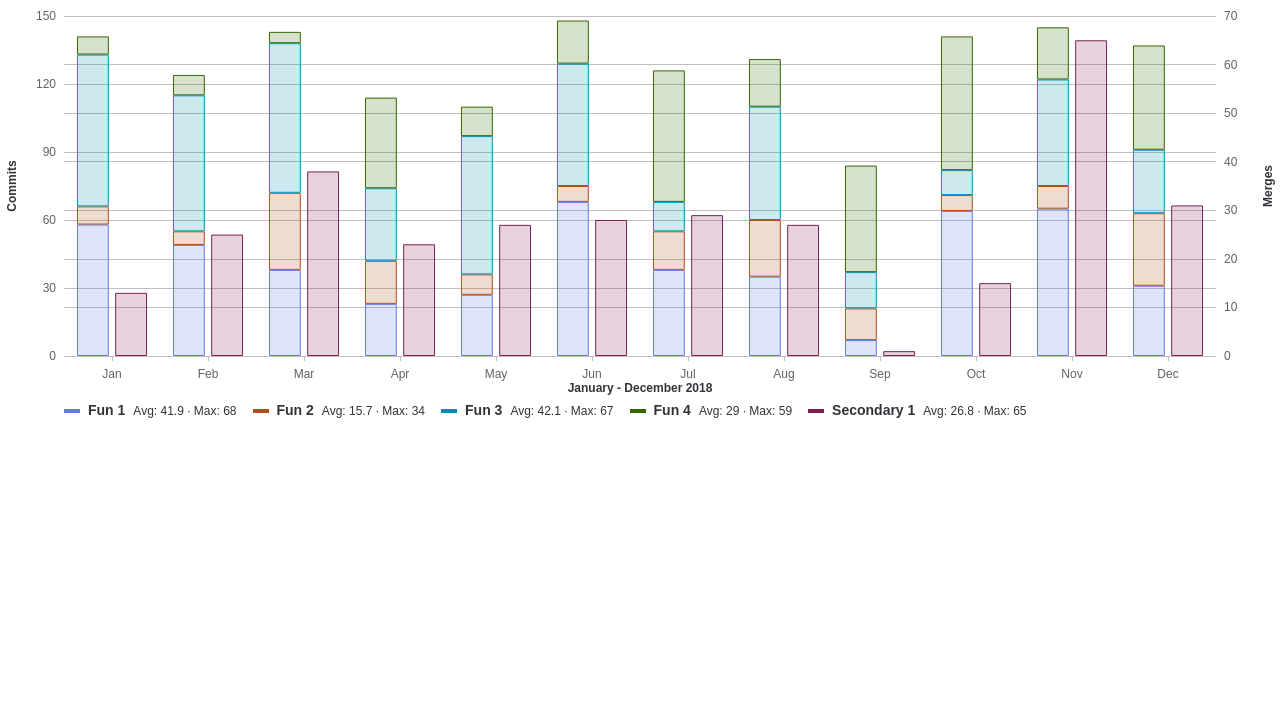 150
120
90
60
30
0
Commits
70
60
50
40
30
20
10
0
Merges
Jan Feb Mar Apr May Jun Jul Aug Sep Oct Nov Dec
January - December 2018
Fun 1 Avg: 41.9 · Max: 68 Fun 2 Avg: 15.7 · Max: 34 Fun 3 Avg: 42.1 · Max: 67 Fun 4 Avg: 29 · Max: 59 Secondary 1 Avg: 26.8 · Max: 65